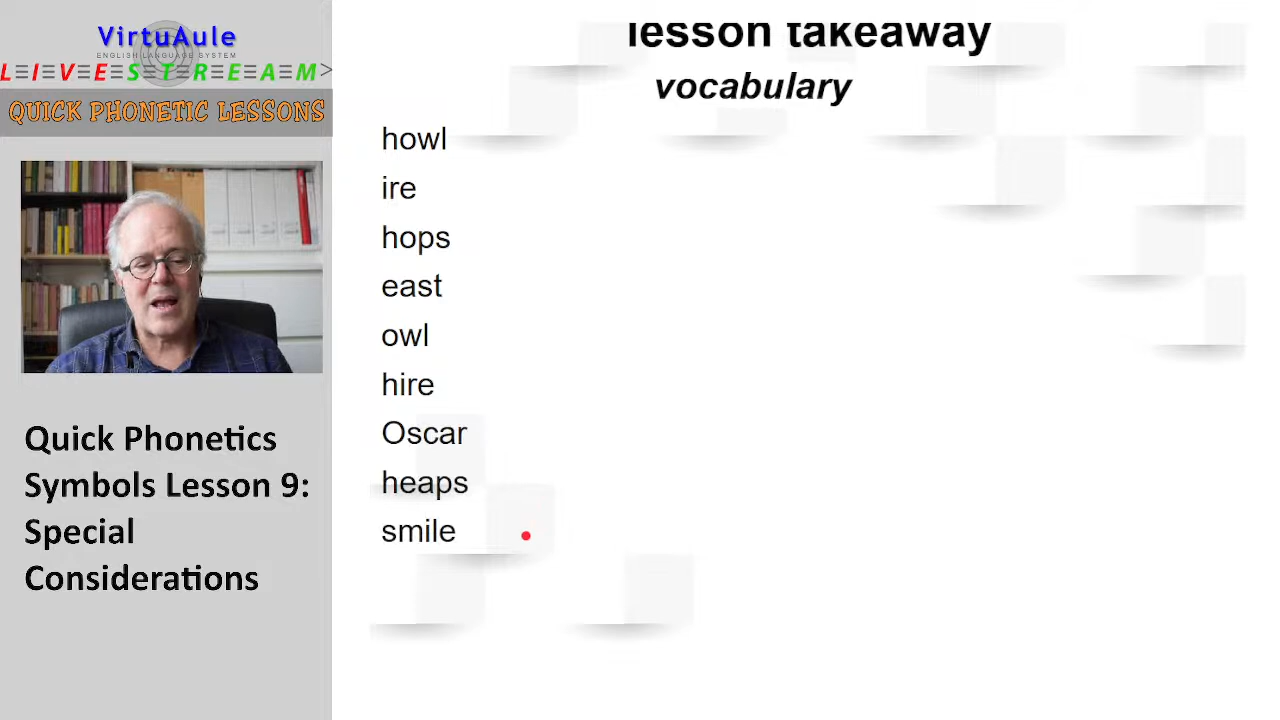 VirtuAule
ENGLISH LANGUAGE SYSTEM
L≡I≡V≡E≡S≡T≡R≡E≡A≡M>
QUICK PHONETIC LESSONS
Quick Phonetics
Symbols Lesson 9:
Special
Considerations
lesson takeaway
vocabulary
howl
ire
hops
east
owl
hire
Oscar
heaps
smile